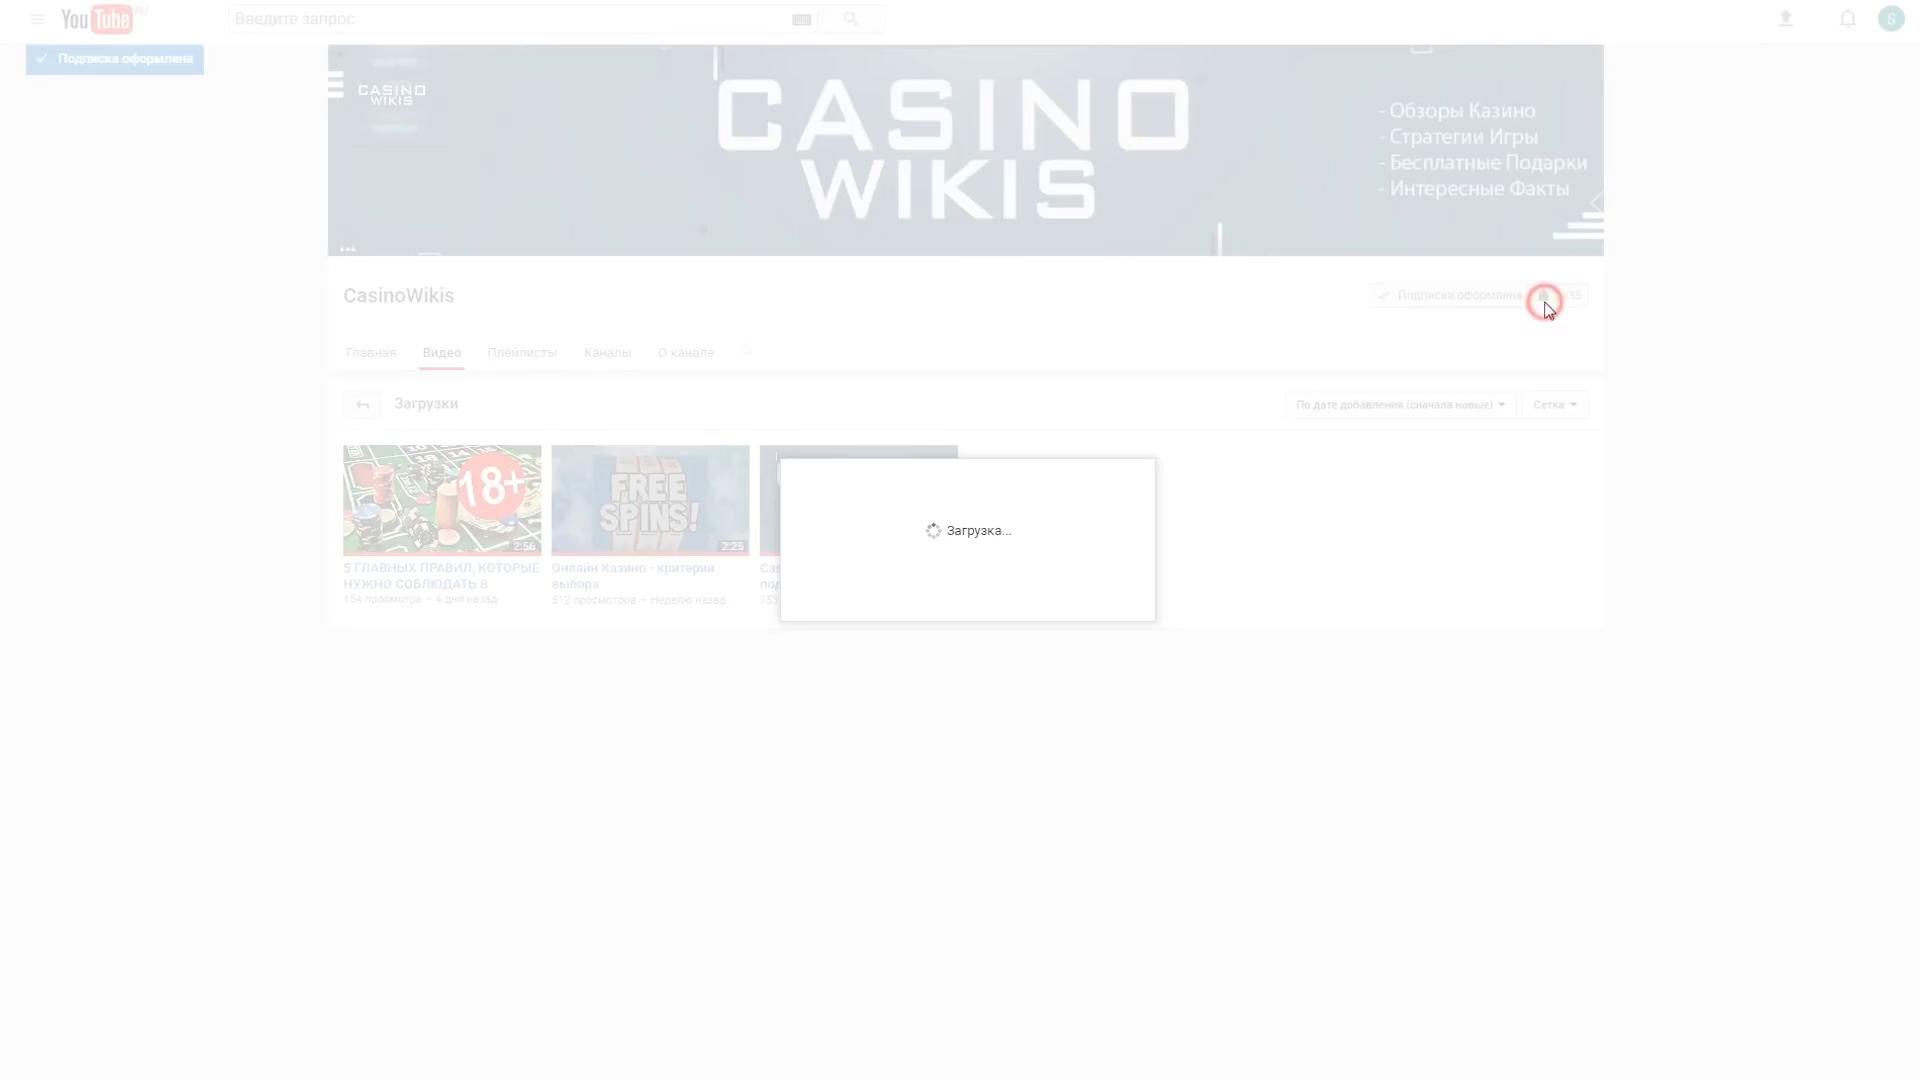 YouTube RU
Введите запрос
S
Подписка оформлена
CASINO
WIKIS
CASINO
WIKIS
- Обзоры Казино
- Стратегии Игры
- Бесплатные Подарки
- Интересные Факты
CasinoWikis
Подписка оформлена
55
Главная Видео Плейлисты Каналы О канале
Загрузки
По дате добавления (сначала новые)
Сетка
18+
2:56
FREE
SPINS!
2:25
5 ГЛАВНЫХ ПРАВИЛ, КОТОРЫЕ
НУЖНО СОБЛЮДАТЬ В
154 просмотра • 4 дня назад
Онлайн Казино - критерии
выбора
512 просмотров • Неделю назад
Загрузка...